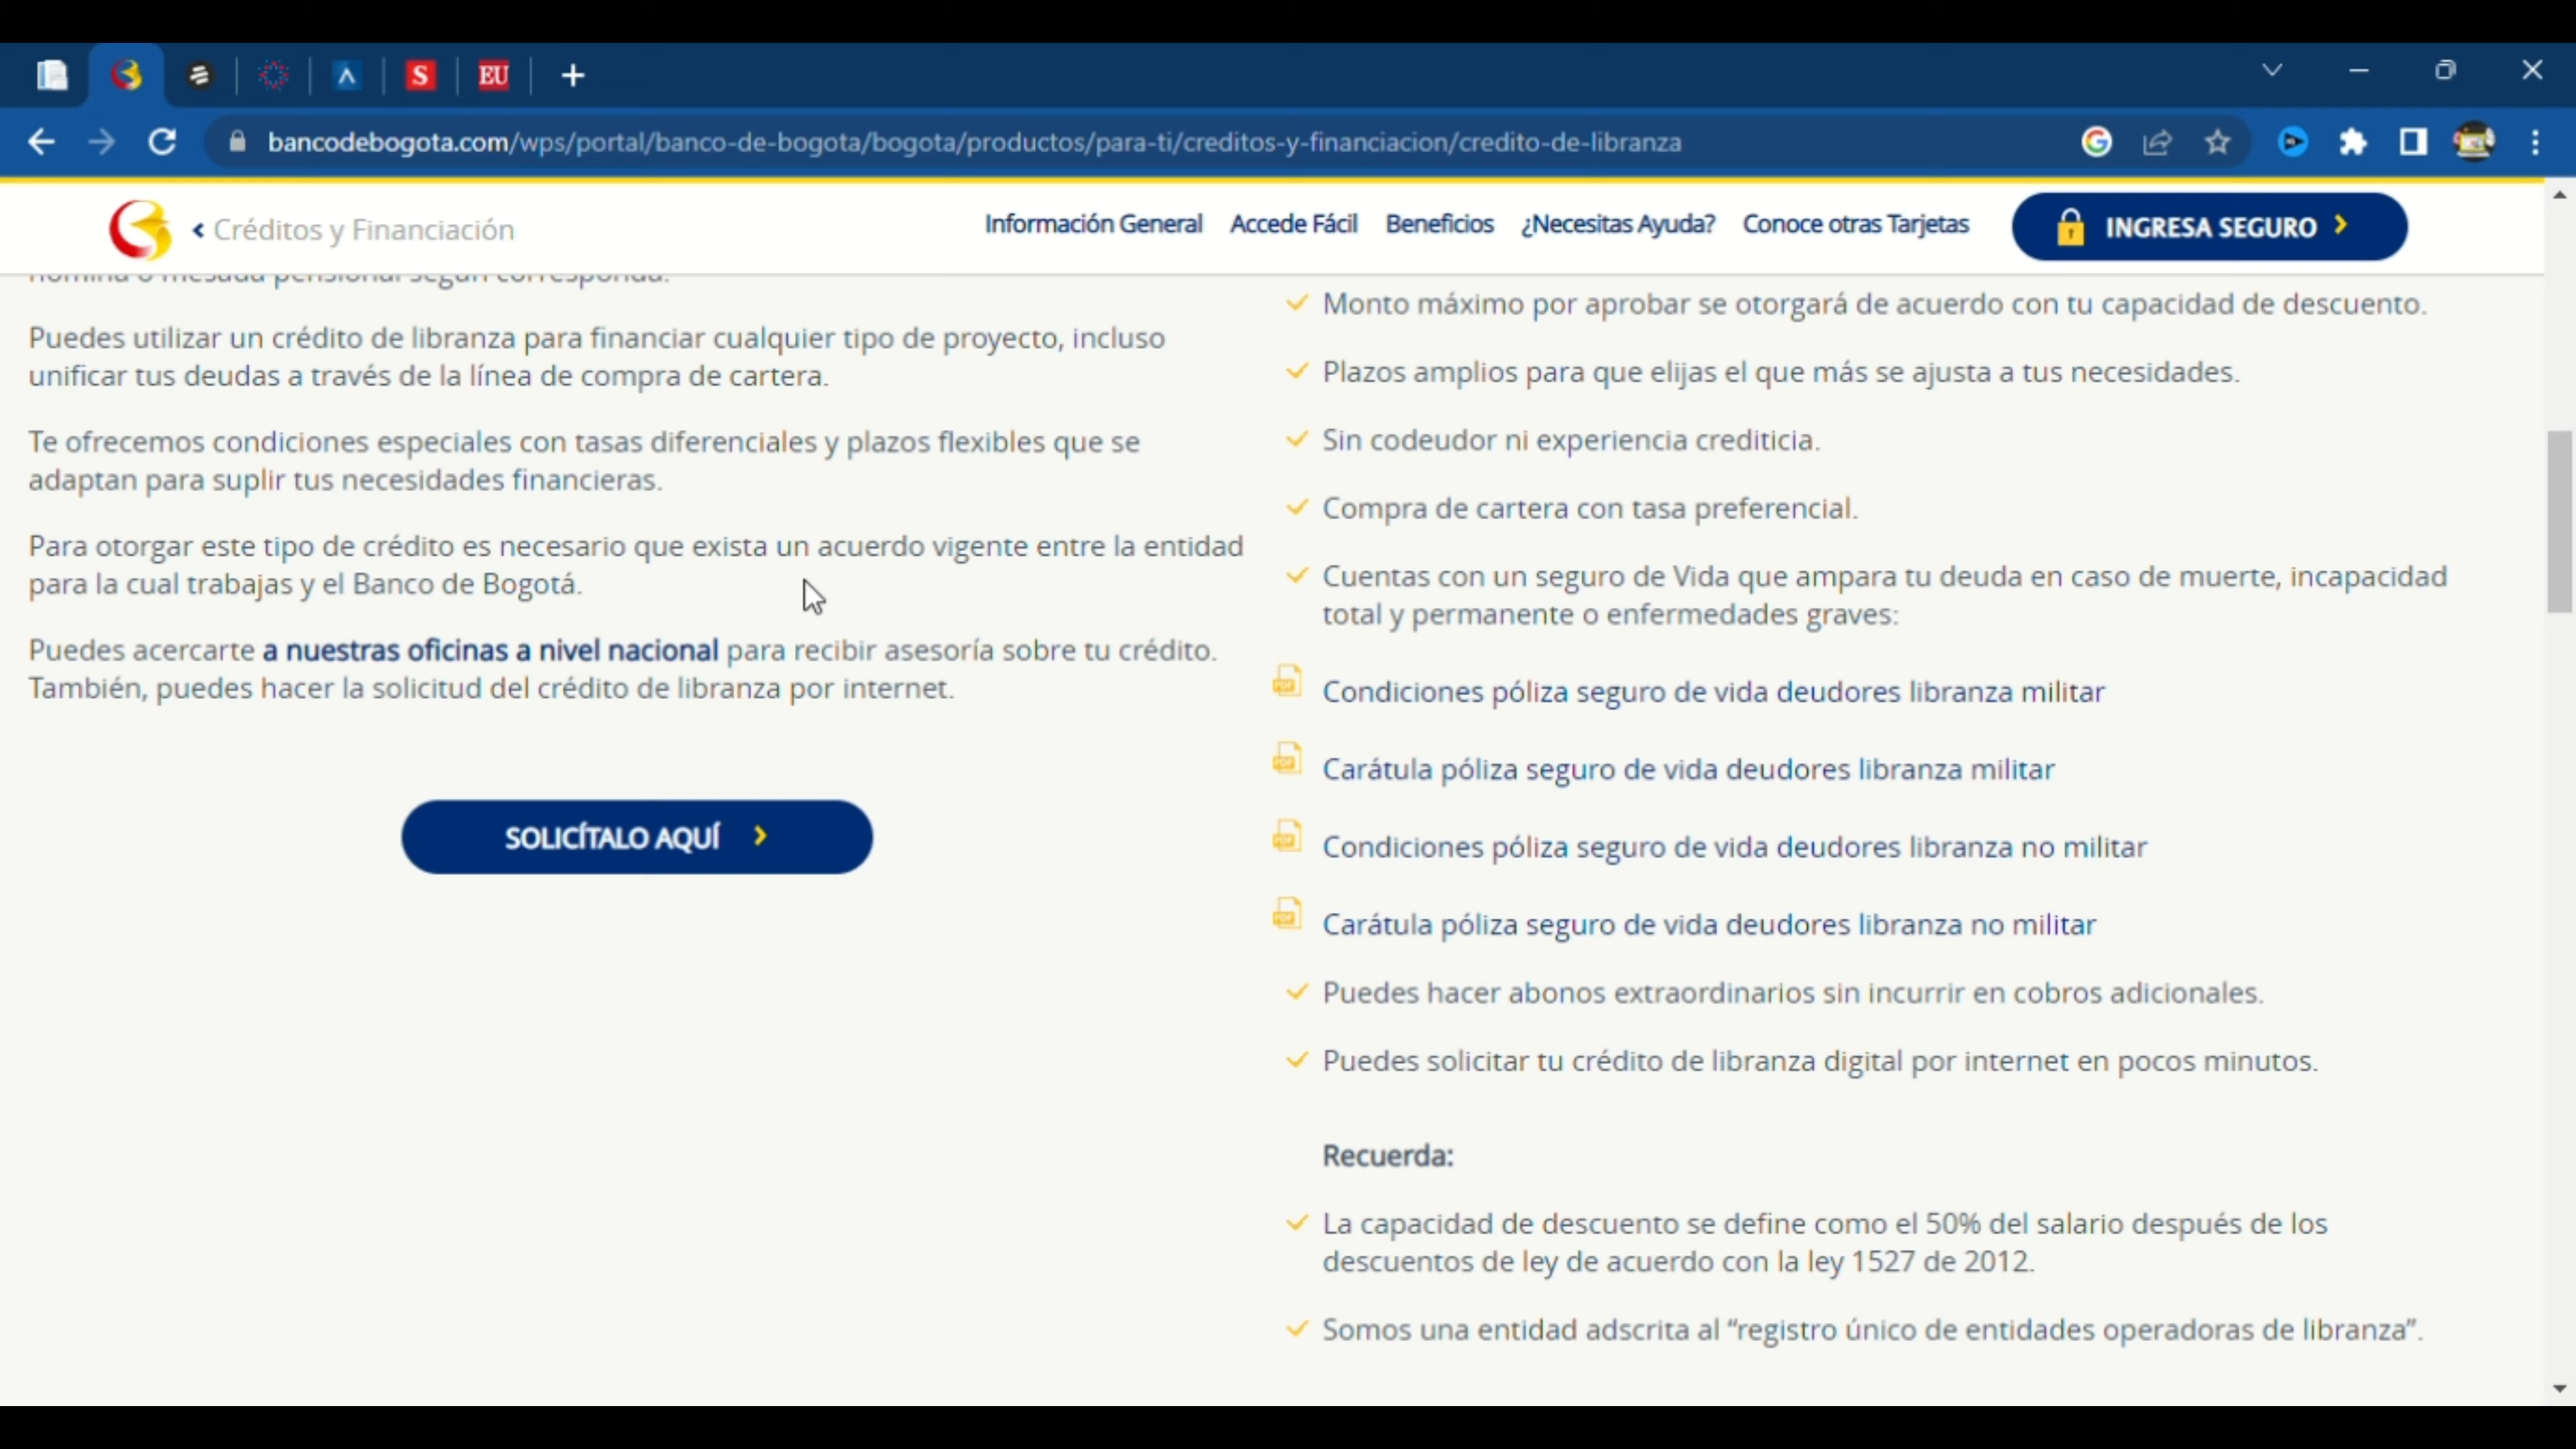 S
EU
bancodebogota.com/wps/portal/banco-de-bogota/bogota/productos/para-ti/creditos-y-financiacion/credito-de-libranza
Créditos y Financiación
Información General
Accede Fácil
Beneficios
¿Necesitas Ayuda?
Conoce otras Tarjetas
INGRESA SEGURO
nómina o mesada pensional según corresponda.
Puedes utilizar un crédito de libranza para financiar cualquier tipo de proyecto, incluso
unificar tus deudas a través de la línea de compra de cartera.
Te ofrecemos condiciones especiales con tasas diferenciales y plazos flexibles que se
adaptan para suplir tus necesidades financieras.
Para otorgar este tipo de crédito es necesario que exista un acuerdo vigente entre la entidad
para la cual trabajas y el Banco de Bogotá.
Puedes acercarte a nuestras oficinas a nivel nacional para recibir asesoría sobre tu crédito.
También, puedes hacer la solicitud del crédito de libranza por internet.
SOLICÍTALO AQUÍ
Monto máximo por aprobar se otorgará de acuerdo con tu capacidad de descuento.
Plazos amplios para que elijas el que más se ajusta a tus necesidades.
Sin codeudor ni experiencia crediticia.
Compra de cartera con tasa preferencial.
Cuentas con un seguro de Vida que ampara tu deuda en caso de muerte, incapacidad
total y permanente o enfermedades graves:
PDF Condiciones póliza seguro de vida deudores libranza militar
PDF Carátula póliza seguro de vida deudores libranza militar
PDF Condiciones póliza seguro de vida deudores libranza no militar
PDF Carátula póliza seguro de vida deudores libranza no militar
Puedes hacer abonos extraordinarios sin incurrir en cobros adicionales.
Puedes solicitar tu crédito de libranza digital por internet en pocos minutos.
Recuerda:
La capacidad de descuento se define como el 50% del salario después de los
descuentos de ley de acuerdo con la ley 1527 de 2012.
Somos una entidad adscrita al “registro único de entidades operadoras de libranza”.